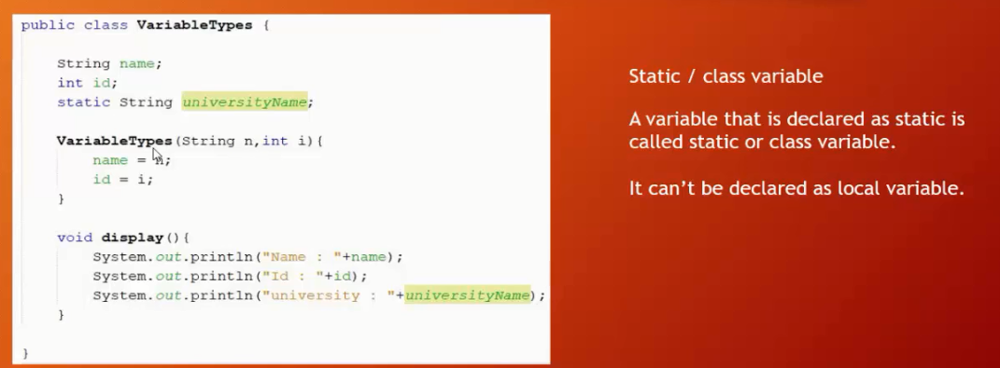 public class VariableTypes {
String name;
int id;
static String universityName;
VariableTypes(String n,int i){
name = n;
id = i;
}
void display(){
System.out.println("Name : "+name);
System.out.println("Id : "+id);
System.out.println("university : "+universityName);
}
}
Static / class variable
A variable that is declared as static is
called static or class variable.
It can't be declared as local variable.